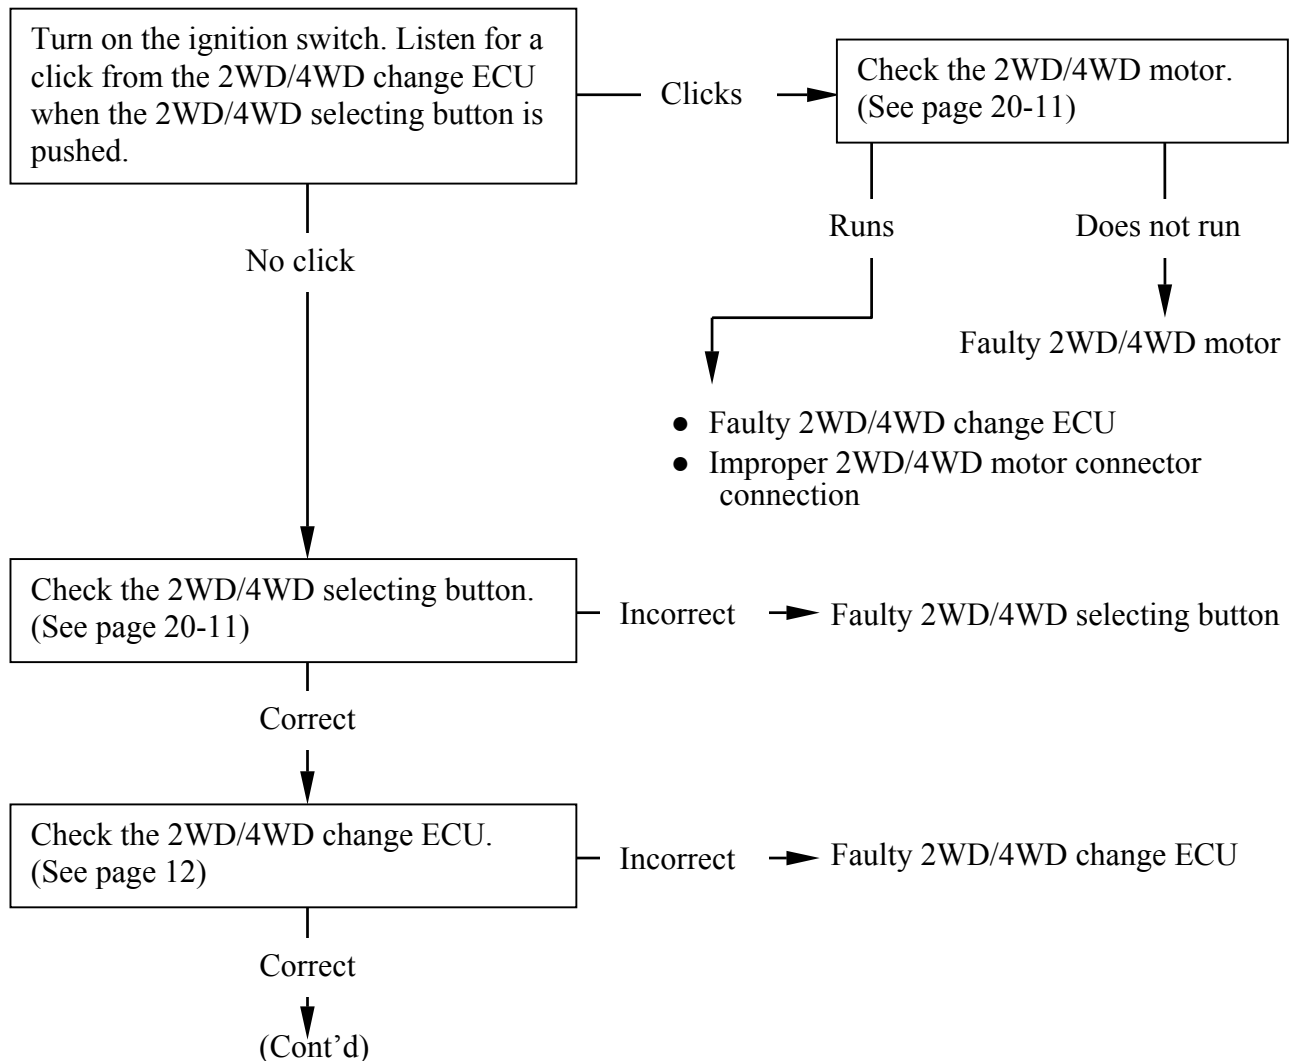 Turn on the ignition switch. Listen for a
click from the 2WD/4WD change ECU
when the 2WD/4WD selecting button is
pushed.
Clicks
Check the 2WD/4WD motor.
(See page 20-11)
Runs
Does not run
No click
Faulty 2WD/4WD motor
● Faulty 2WD/4WD change ECU
● Improper 2WD/4WD motor connector
connection
Check the 2WD/4WD selecting button.
(See page 20-11)
Incorrect
Faulty 2WD/4WD selecting button
Correct
Check the 2WD/4WD change ECU.
(See page 12)
Incorrect
Faulty 2WD/4WD change ECU
Correct
(Cont’d)